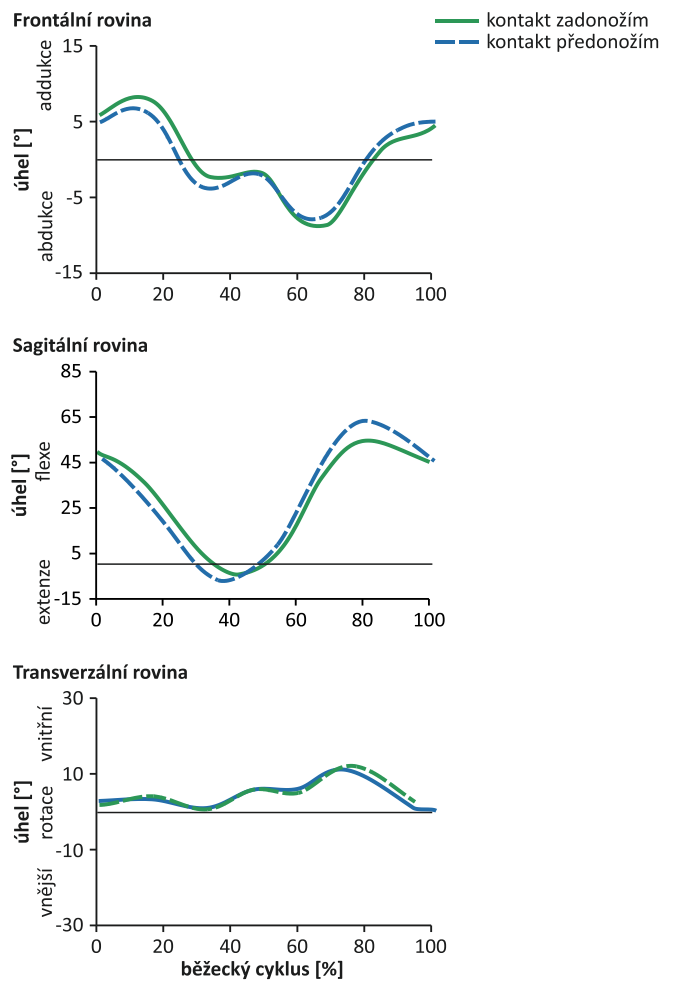 Frontální rovina
kontakt zadonožím
kontakt předonožím
úhel [°]
addukce
abdukce
15
5
-5
-15
0 20 40 60 80 100
Sagitální rovina
úhel [°]
flexe
extenze
85
65
45
25
5
-15
0 20 40 60 80 100
Transverzální rovina
úhel [°]
vnitřní
rotace
vnější
30
10
-10
-30
0 20 40 60 80 100
běžecký cyklus [%]